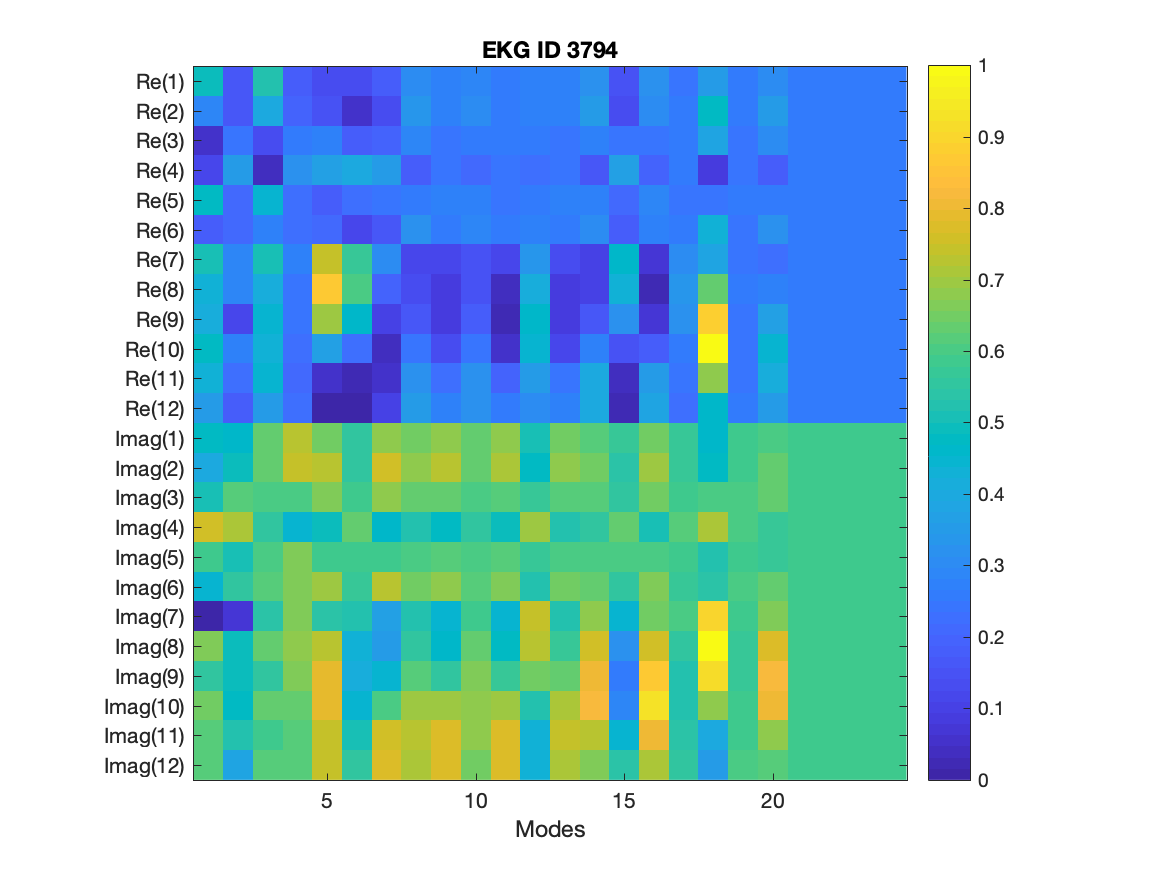 EKG ID 3794
Re(1)
Re(2)
Re(3)
Re(4)
Re(5)
Re(6)
Re(7)
Re(8)
Re(9)
Re(10)
Re(11)
Re(12)
Imag(1)
Imag(2)
Imag(3)
Imag(4)
Imag(5)
Imag(6)
Imag(7)
Imag(8)
Imag(9)
Imag(10)
Imag(11)
Imag(12)
5 10 15 20
Modes
1
0.9
0.8
0.7
0.6
0.5
0.4
0.3
0.2
0.1
0